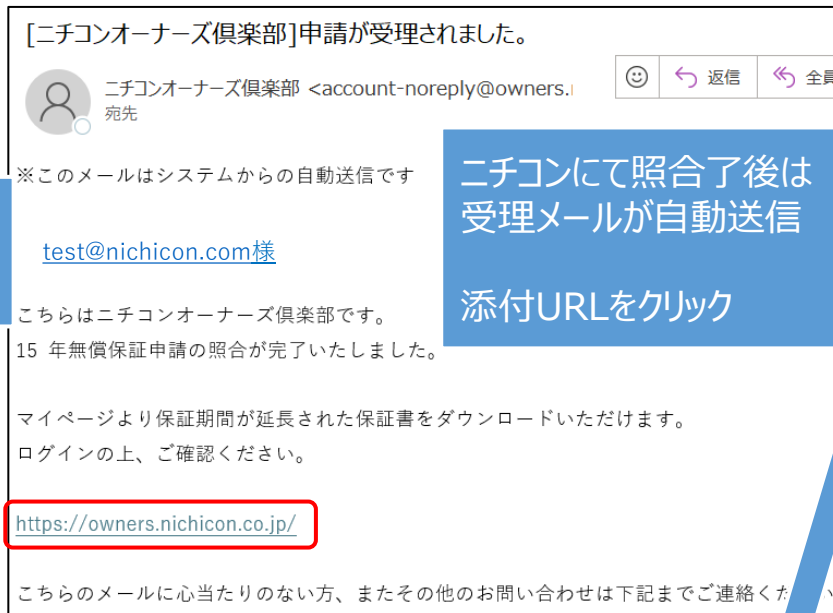 [ニチコンオーナーズ倶楽部]申請が受理されました。
ニチコンオーナーズ倶楽部 <account-noreply@owners.
返信
全員
宛先
※このメールはシステムからの自動送信です
ニチコンにて照合了後は
受理メールが自動送信
添付URLをクリック
test@nichicon.com様
こちらはニチコンオーナーズ倶楽部です。
15 年無償保証申請の照合が完了いたしました。
マイページより保証期間が延長された保証書をダウンロードいただけます。
ログインの上、ご確認ください。
https://owners.nichicon.co.jp/
こちらのメールに心当たりのない方、またその他のお問い合わせは下記までご連絡くだ